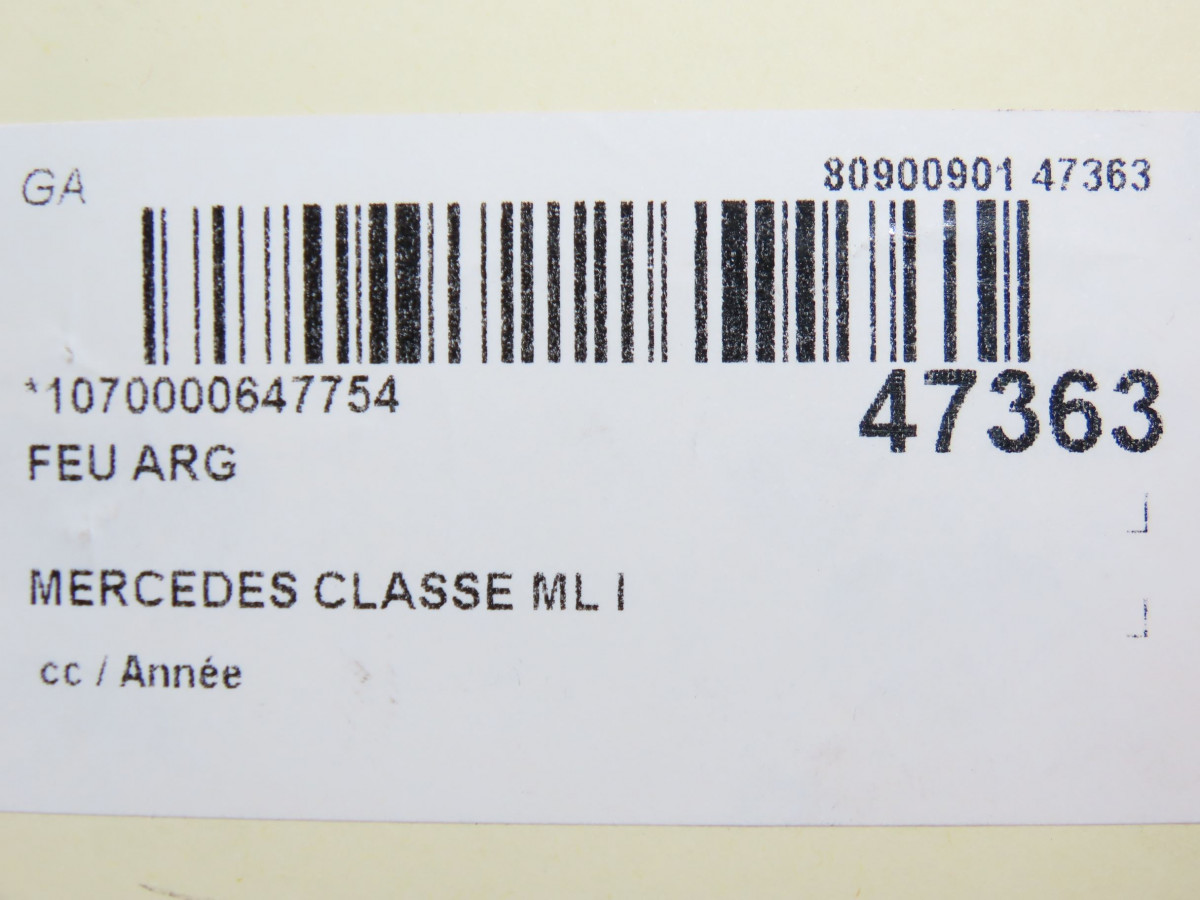 GA
80900901 47363
*1070000647754
47363
FEU ARG
MERCEDES CLASSE ML I
cc / Année